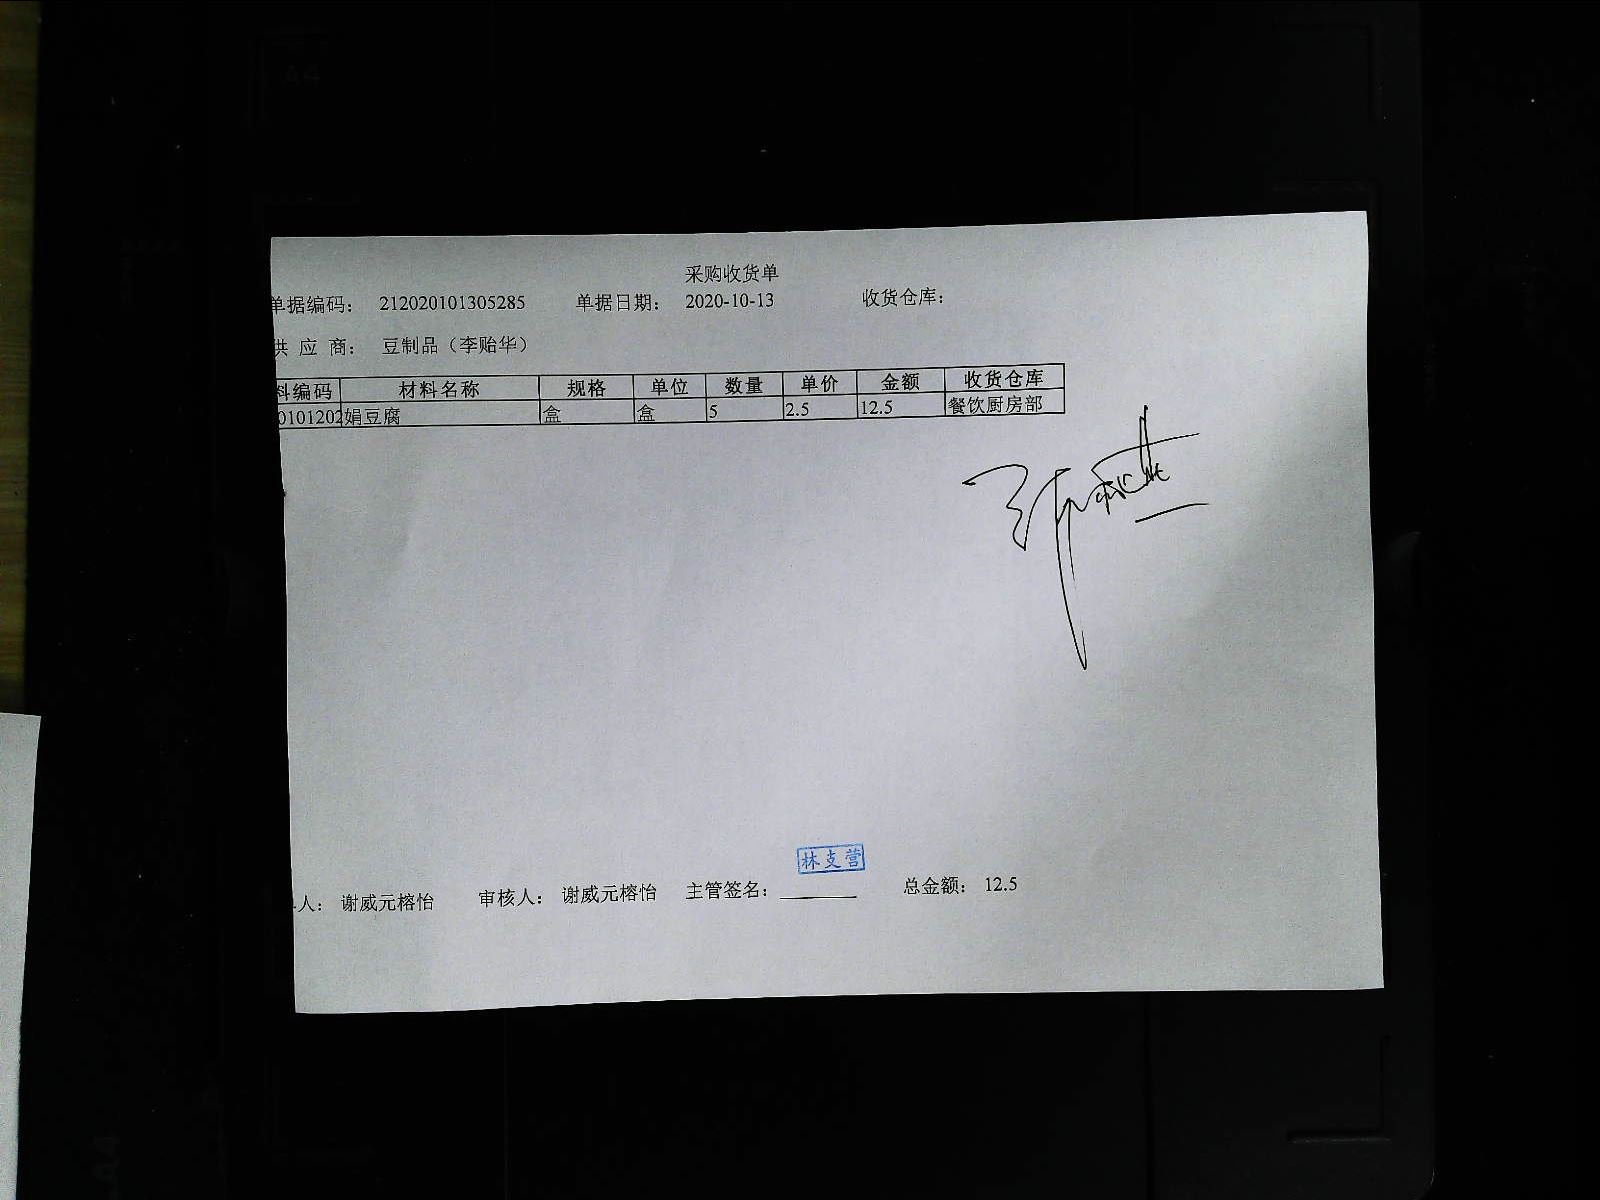 采购收货单
单据编码： 212020101305285 单据日期： 2020-10-13 收货仓库：
供 应 商： 豆制品（李贻华）
料编码 材料名称 规格 单位 数量 单价 金额 收货仓库
0101202 娟豆腐 盒 盒 5 2.5 12.5 餐饮厨房部
林支营
人： 谢威元榕怡 审核人： 谢威元榕怡 主管签名： 总金额： 12.5